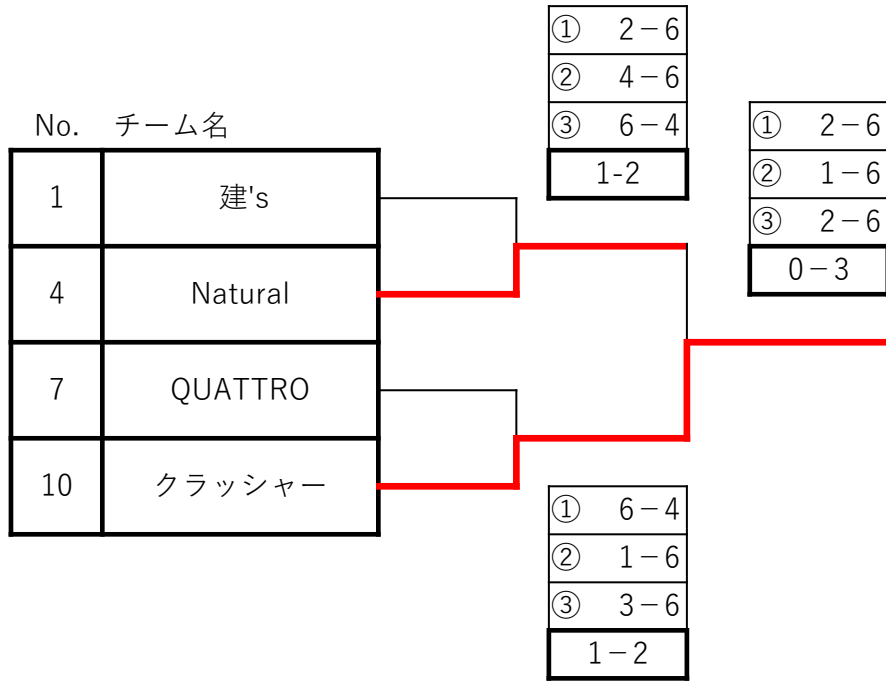 ① 2－6
② 4－6
③ 6－4
1-2
① 2－6
② 1－6
③ 2－6
0－3
No. チーム名
1 建's
4 Natural
7 QUATTRO
10 クラッシャー
① 6－4
② 1－6
③ 3－6
1－2